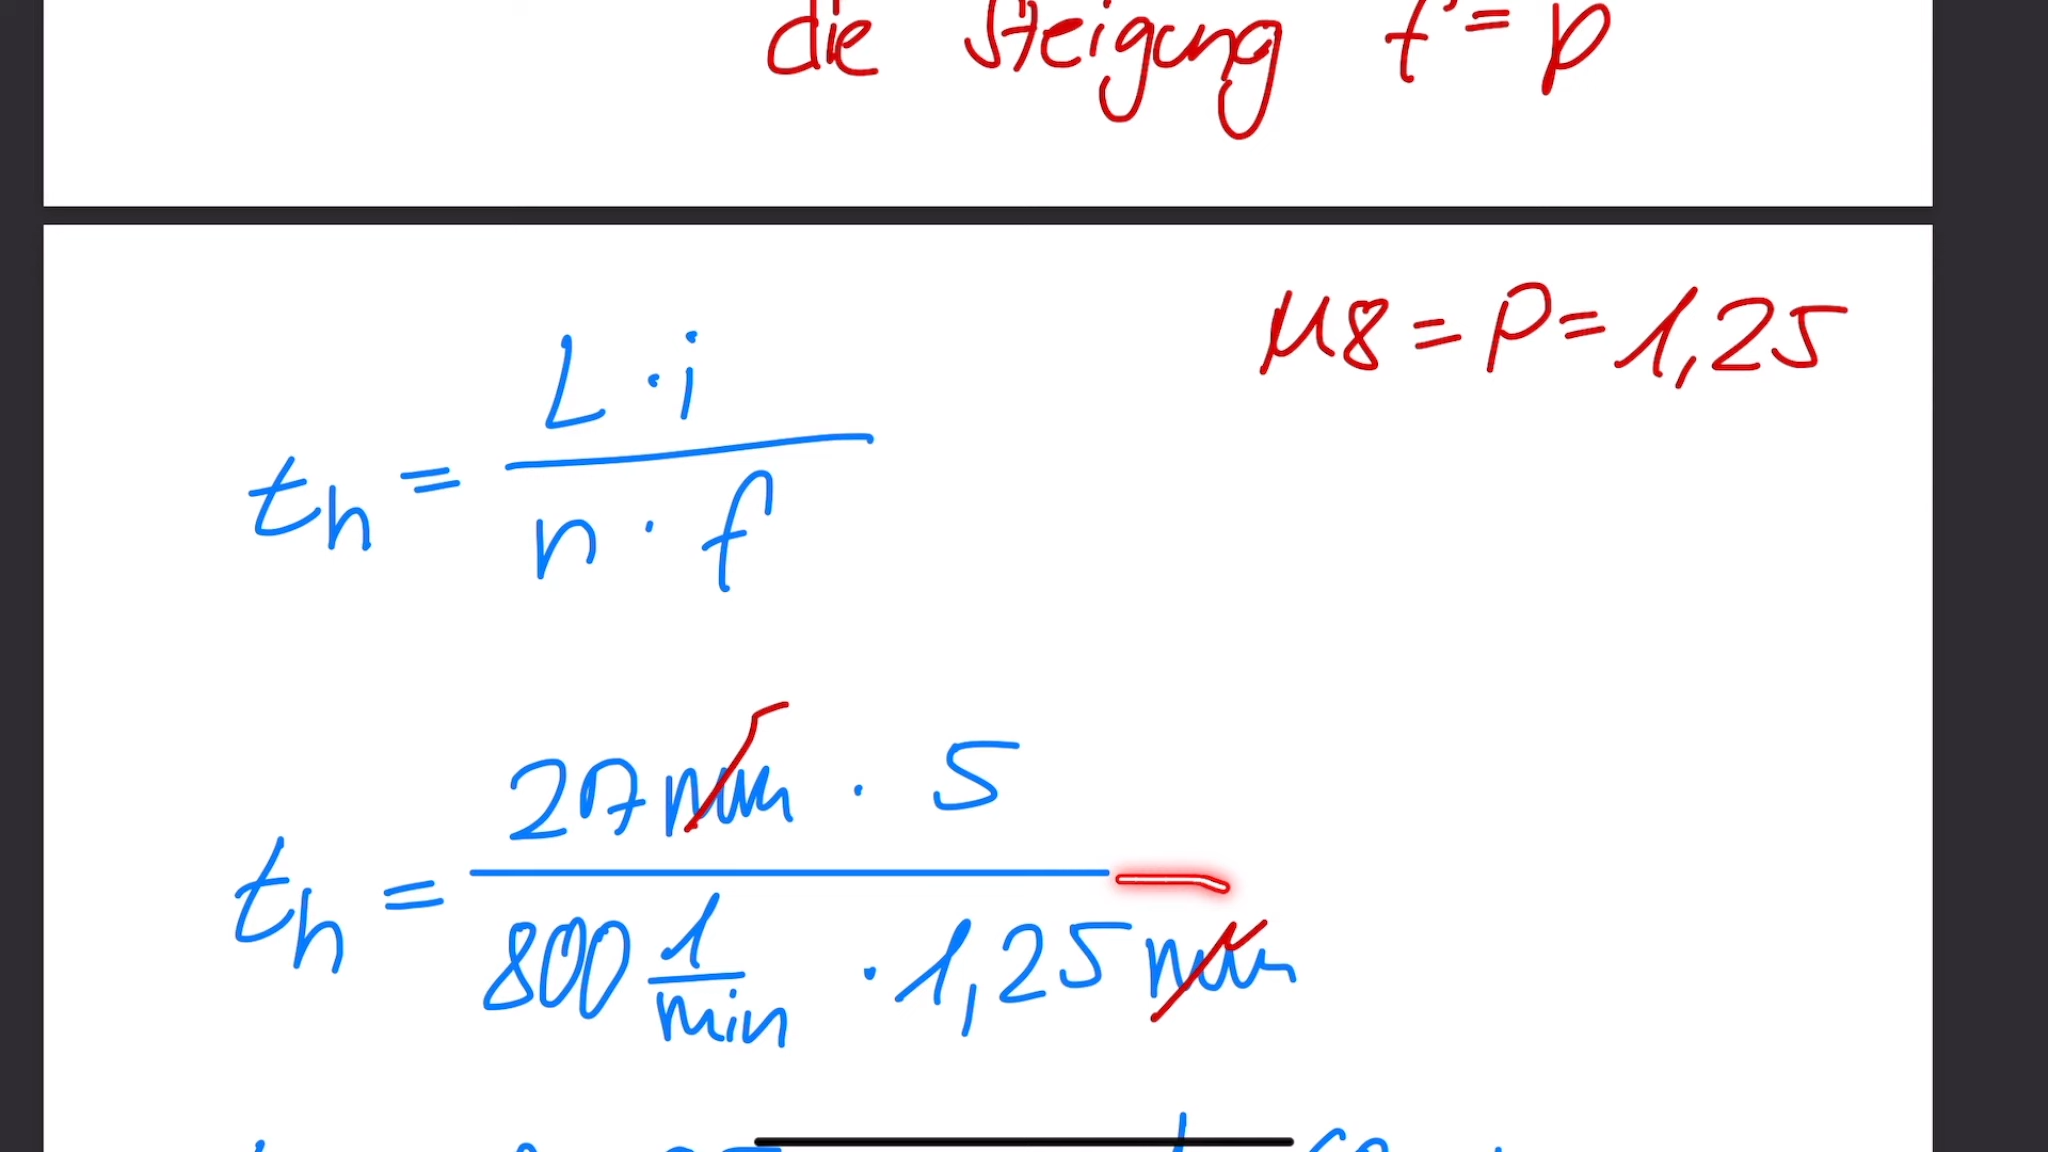 die Steigung f = p
M8 = P = 1,25
th = L · i / n · f
th = 27 mm · 5 / 800 1/min · 1,25 mm